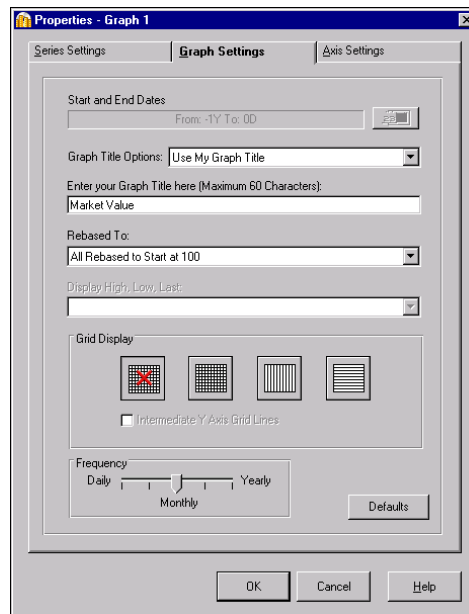 Properties - Graph 1
Series Settings
Graph Settings
Axis Settings
Start and End Dates
From: -1Y To: 0D
Graph Title Options:
Use My Graph Title
Enter your Graph Title here (Maximum 60 Characters):
Market Value
Rebased To:
All Rebased to Start at 100
Display High, Low, Last:
Grid Display
Intermediate Y Axis Grid Lines
Frequency
Daily
Yearly
Monthly
Defaults
OK
Cancel
Help